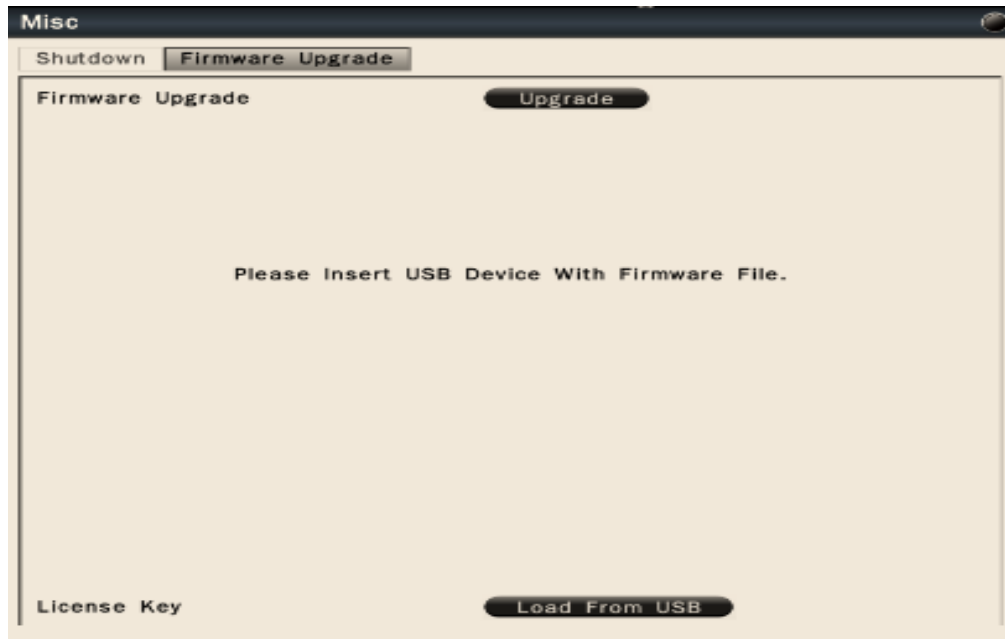 Misc
Shutdown Firmware Upgrade
Firmware Upgrade Upgrade
Please Insert USB Device With Firmware File.
License Key Load From USB